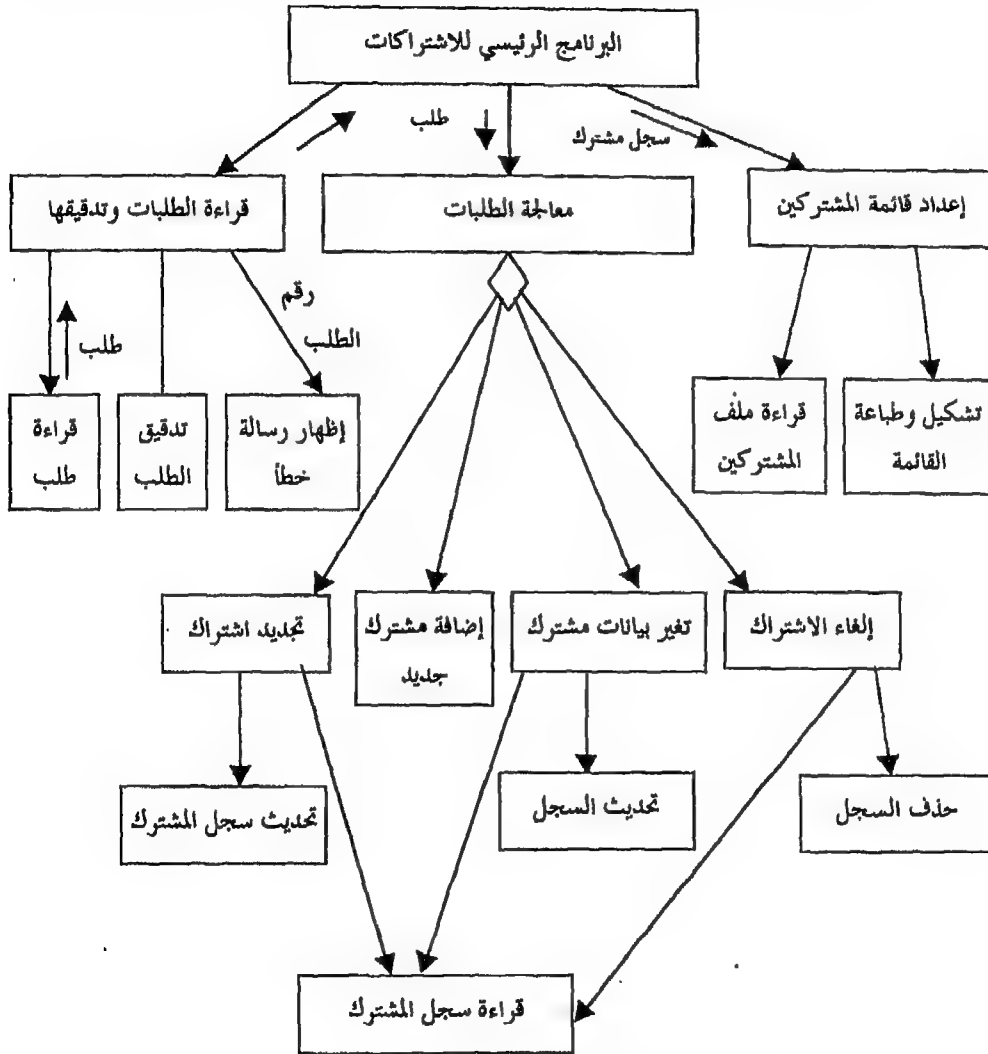 البرنامج الرئيسي للاشتراكات
طلب
سجل مشترك
إعداد قائمة المشتركين
معالجة الطلبات
قراءة الطلبات وتدقيقها
رقم
الطلب
طلب
تشكيل وطباعة
القائمة
قراءة ملف
المشتركين
إظهار رسالة
خطأ
تدقيق
الطلب
قراءة
طلب
إلغاء الاشتراك
تغير بيانات مشترك
إضافة مشترك
جديد
تجديد اشتراك
حذف السجل
تحديث السجل
تحديث سجل المشترك
قراءة سجل المشترك